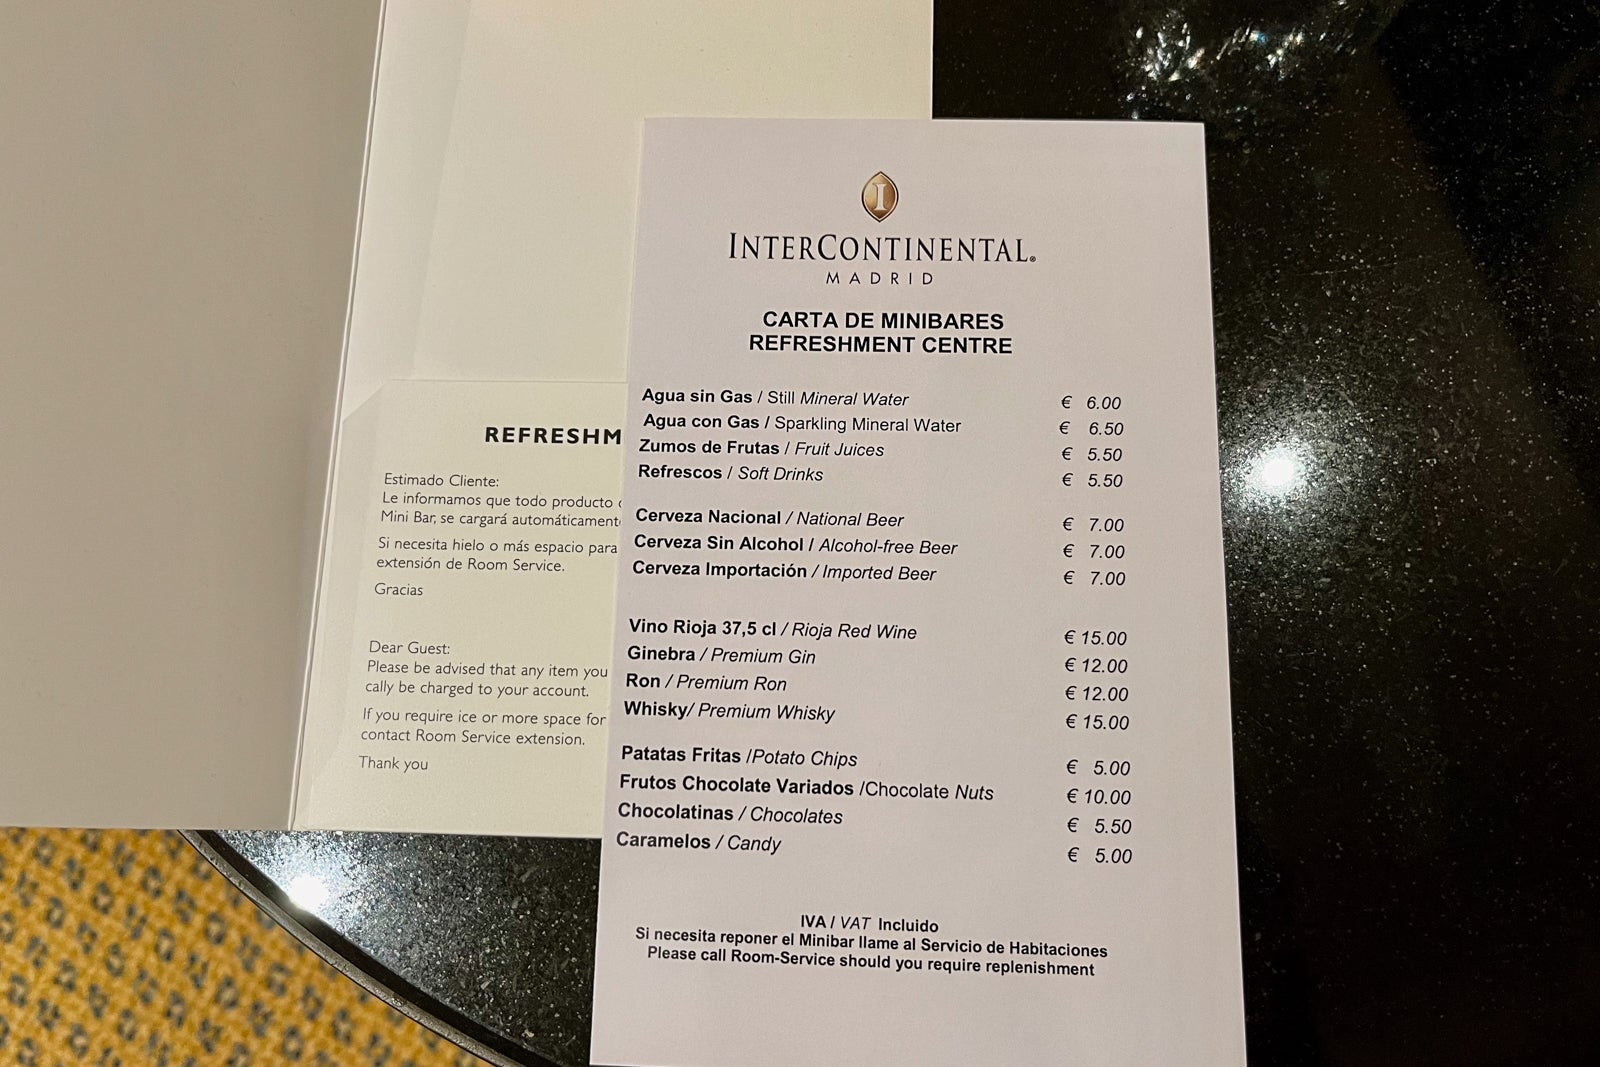 REFRESHM
Estimado Cliente:
Le informamos que todo producto
Mini Bar, se cargará automáticament
Si necesita hielo o más espacio para
extensión de Room Service.
Gracias
Dear Guest:
Please be advised that any item you
cally be charged to your account.
If you require ice or more space for
contact Room Service extension.
Thank you
I
INTERCONTINENTAL®
MADRID
CARTA DE MINIBARES
REFRESHMENT CENTRE
Agua sin Gas / Still Mineral Water € 6.00
Agua con Gas / Sparkling Mineral Water € 6.50
Zumos de Frutas / Fruit Juices € 5.50
Refrescos / Soft Drinks € 5.50
Cerveza Nacional / National Beer € 7.00
Cerveza Sin Alcohol / Alcohol-free Beer € 7.00
Cerveza Importación / Imported Beer € 7.00
Vino Rioja 37,5 cl / Rioja Red Wine € 15.00
Ginebra / Premium Gin € 12.00
Ron / Premium Ron € 12.00
Whisky/ Premium Whisky € 15.00
Patatas Fritas /Potato Chips € 5.00
Frutos Chocolate Variados /Chocolate Nuts € 10.00
Chocolatinas / Chocolates € 5.50
Caramelos / Candy € 5.00
IVA / VAT Incluido
Si necesita reponer el Minibar llame al Servicio de Habitaciones
Please call Room-Service should you require replenishment